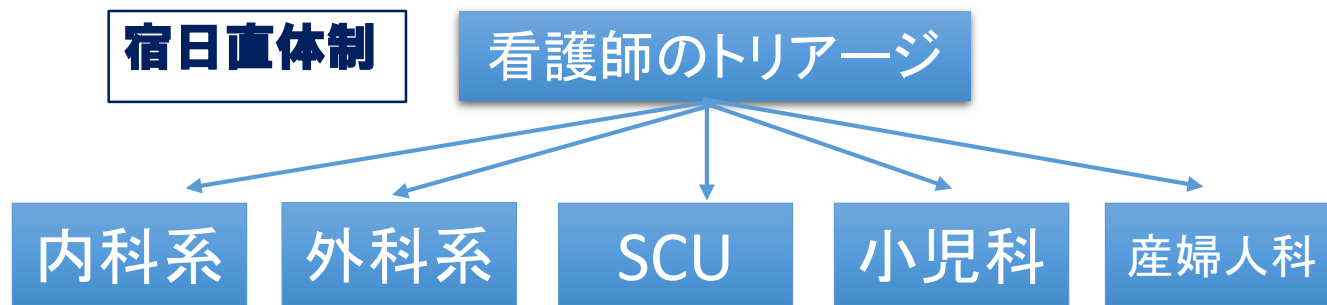 宿日直体制
看護師のトリアージ
内科系
外科系
SCU
小児科
産婦人科